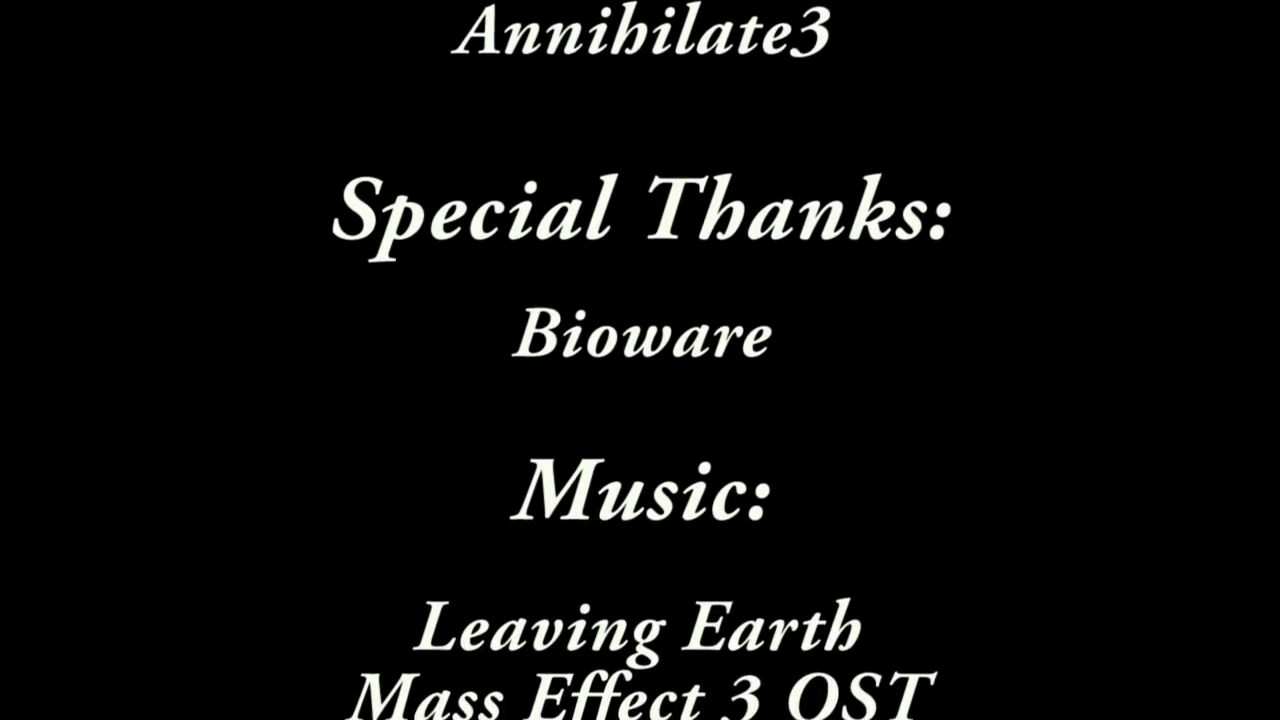 Annihilate3
Special Thanks:
Bioware
Music:
Leaving Earth
Mass Effect 3 OST